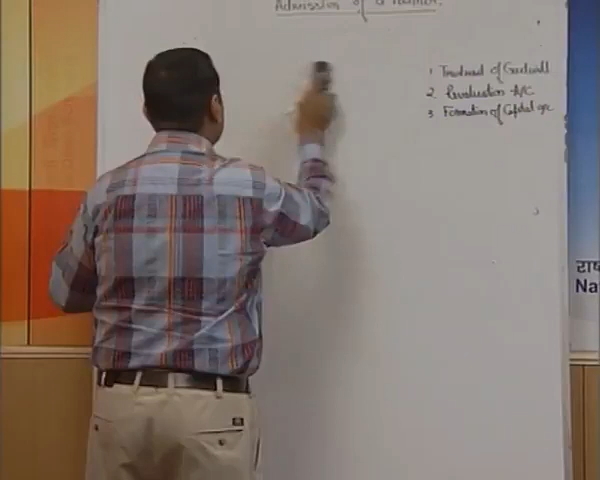 Admission of a Partner.
1 Treatment of Goodwill
2 Revaluation A/C
3 Formation of Capital a/c
राष
Na